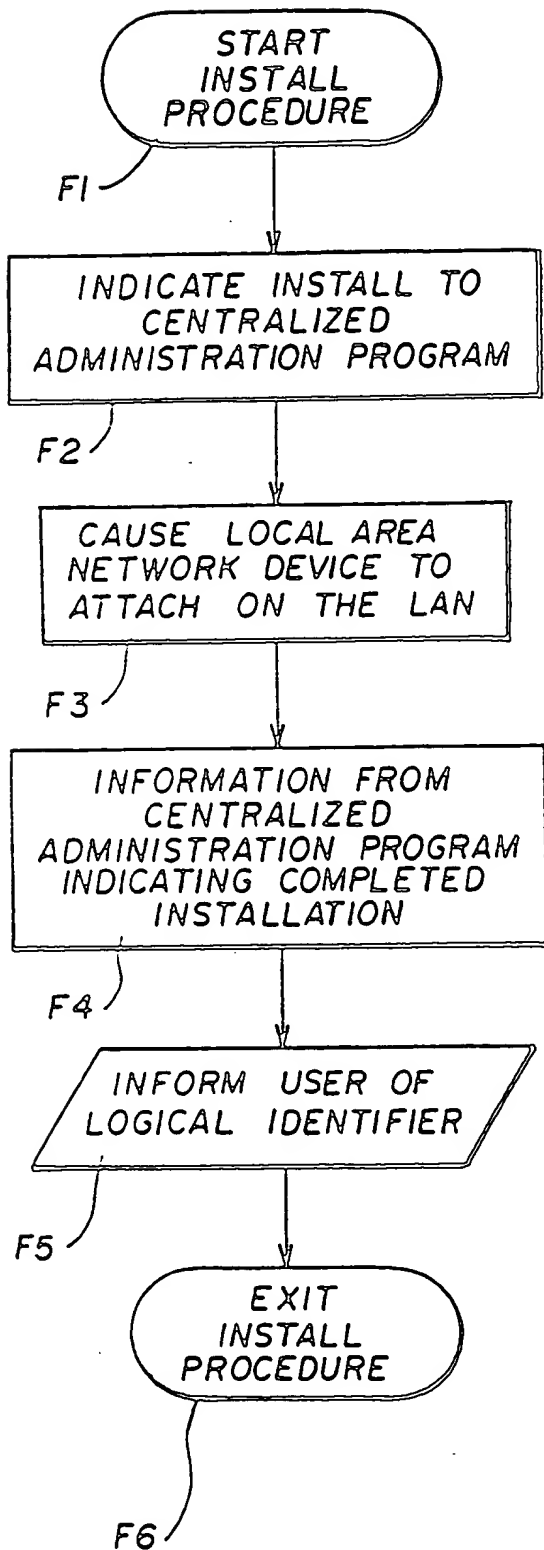 START
INSTALL
PROCEDURE
F1
INDICATE INSTALL TO
CENTRALIZED
ADMINISTRATION PROGRAM
F2
CAUSE LOCAL AREA
NETWORK DEVICE TO
ATTACH ON THE LAN
F3
INFORMATION FROM
CENTRALIZED
ADMINISTRATION PROGRAM
INDICATING COMPLETED
INSTALLATION
F4
INFORM USER OF
LOGICAL IDENTIFIER
F5
EXIT
INSTALL
PROCEDURE
F6